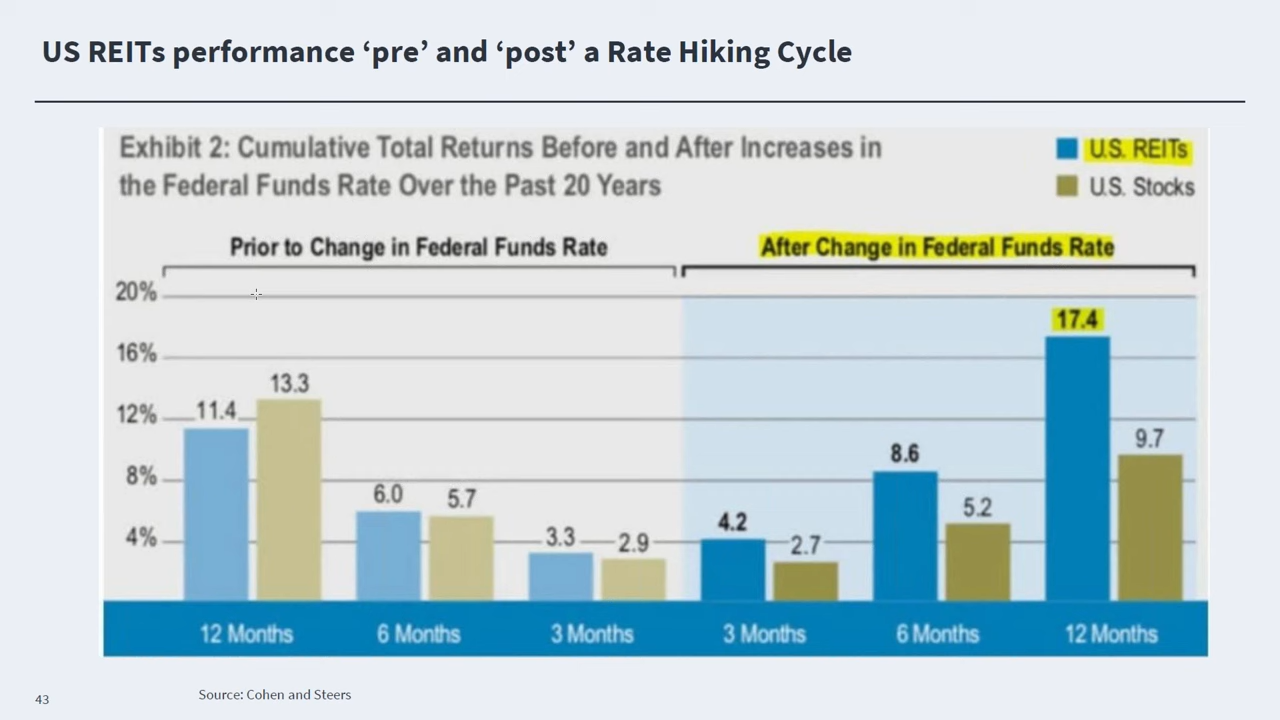 US REITs performance ‘pre’ and ‘post’ a Rate Hiking Cycle
Exhibit 2: Cumulative Total Returns Before and After Increases in
the Federal Funds Rate Over the Past 20 Years
U.S. REITs
U.S. Stocks
Prior to Change in Federal Funds Rate
After Change in Federal Funds Rate
20%
16%
12%
8%
4%
11.4
13.3
6.0
5.7
3.3
2.9
4.2
2.7
8.6
5.2
17.4
9.7
12 Months
6 Months
3 Months
3 Months
6 Months
12 Months
43
Source: Cohen and Steers